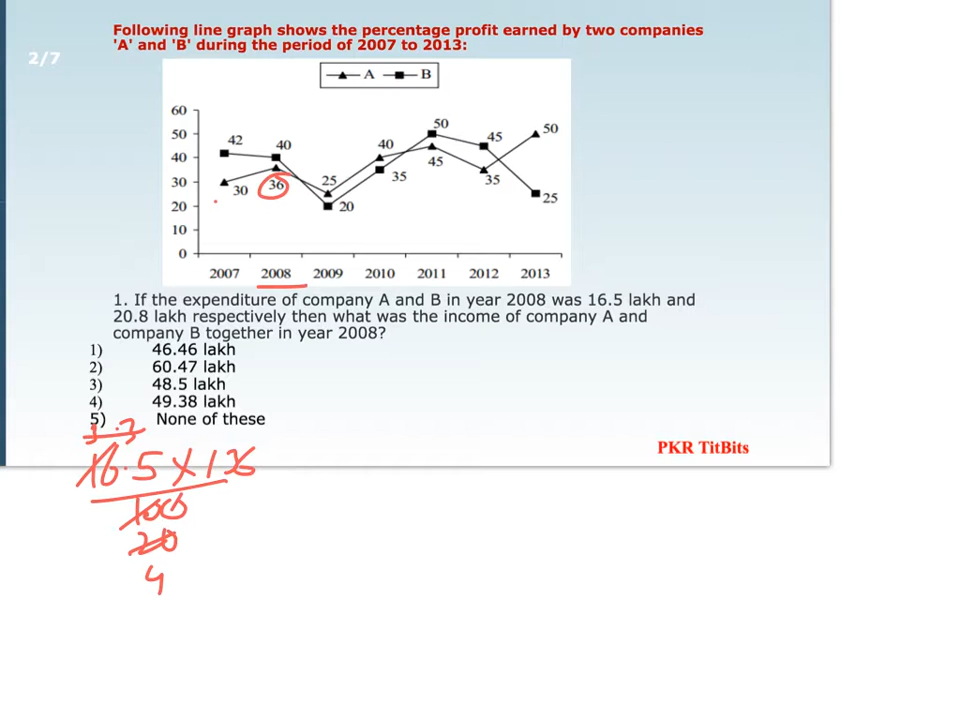 Following line graph shows the percentage profit earned by two companies
'A' and 'B' during the period of 2007 to 2013:
2/7
A B
60
50
40
30
20
10
0
42
40
30
36
25
20
40
35
50
45
45
35
50
25
2007 2008 2009 2010 2011 2012 2013
1. If the expenditure of company A and B in year 2008 was 16.5 lakh and
20.8 lakh respectively then what was the income of company A and
company B together in year 2008?
1) 46.46 lakh
2) 60.47 lakh
3) 48.5 lakh
4) 49.38 lakh
5) None of these
PKR TitBits
16.5 × 1
100
20
4